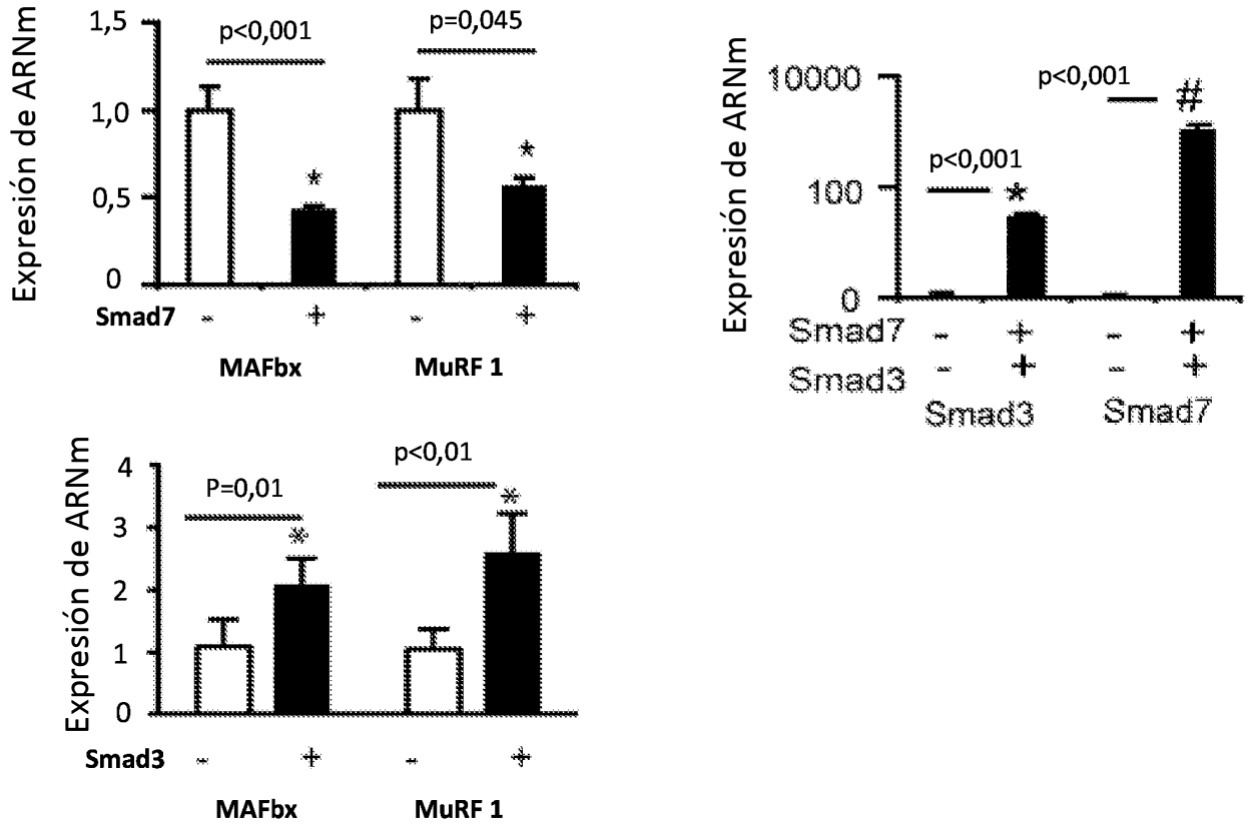 Expresión de ARNm
1,5
1,0
0,5
0
p<0,001
p=0,045
*
*
Smad7 - + - +
MAFbx MuRF 1
Expresión de ARNm
10000
100
0
p<0,001
p<0,001
*
#
Smad7 - + - +
Smad3 - + - +
Smad3 Smad7
Expresión de ARNm
4
3
2
1
0
P=0,01
p<0,01
*
*
Smad3 - + - +
MAFbx MuRF 1